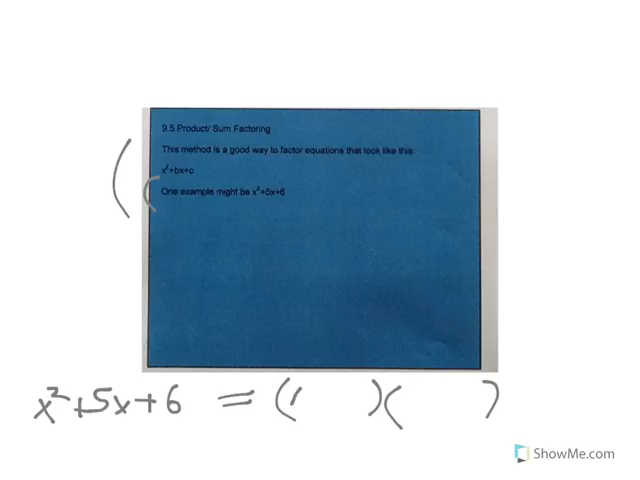 9.5 Product/ Sum Factoring
This method is a good way to factor equations that look like this:
x²+bx+c
One example might be x²+5x+6
x²+5x+6 = (   )(   )
ShowMe.com